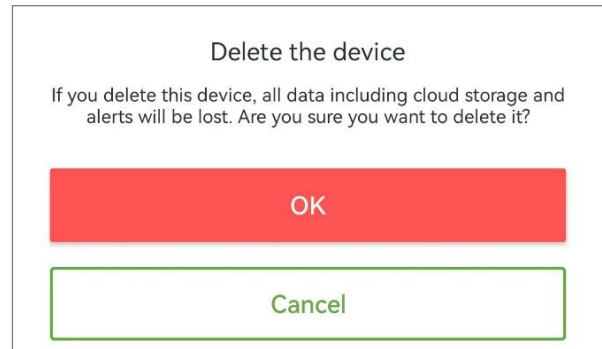 Delete the device
If you delete this device, all data including cloud storage and
alerts will be lost. Are you sure you want to delete it?
OK
Cancel